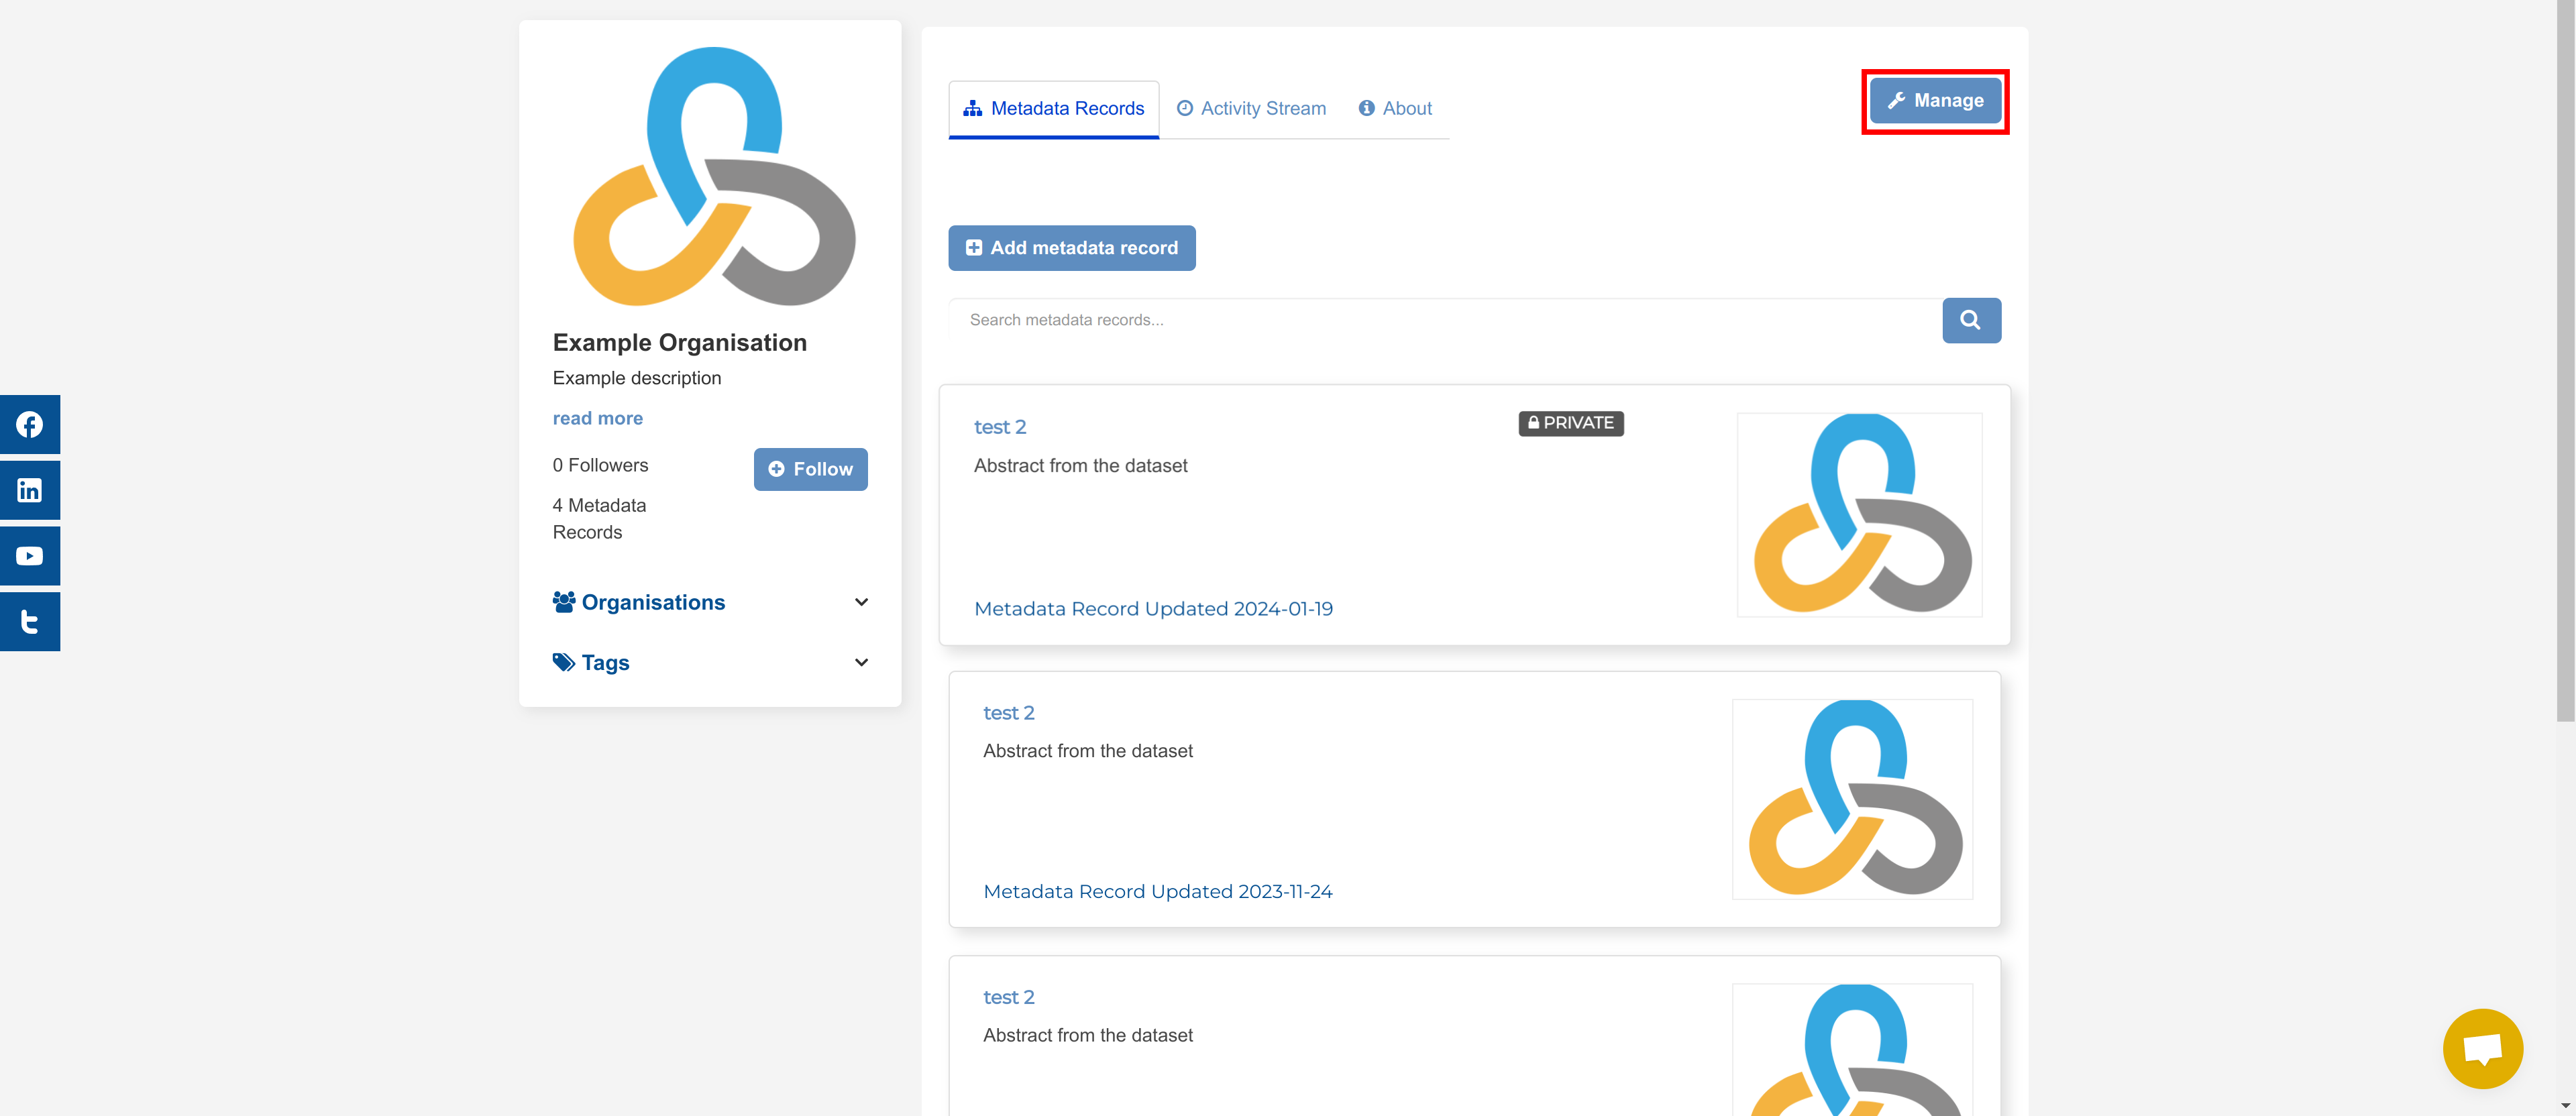 Metadata Records
Activity Stream
About
Manage
Example Organisation
Example description
read more
0 Followers
Follow
4 Metadata
Records
Organisations
Tags
Add metadata record
Search metadata records...
test 2
PRIVATE
Abstract from the dataset
Metadata Record Updated 2024-01-19
test 2
Abstract from the dataset
Metadata Record Updated 2023-11-24
test 2
Abstract from the dataset